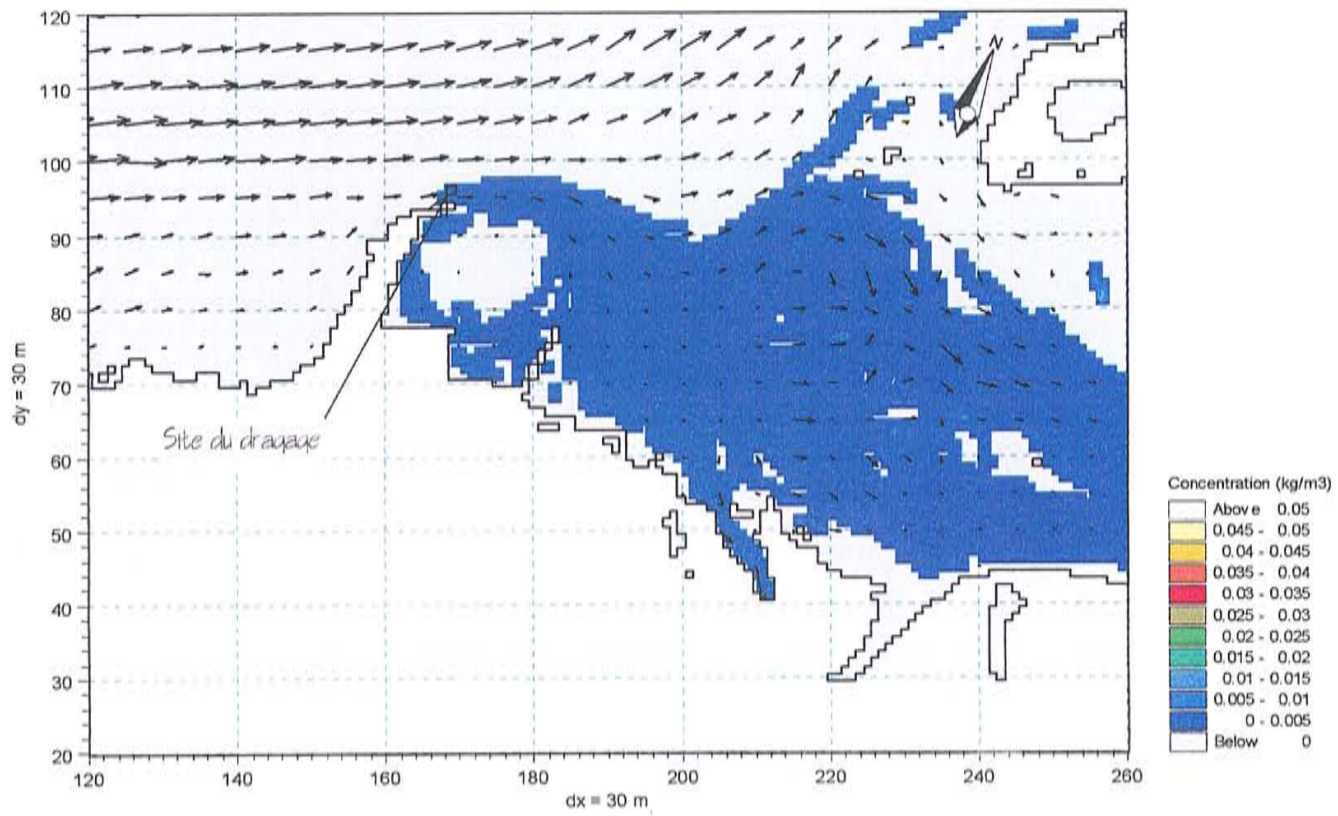 120
110
100
90
80
70
60
50
40
30
20
dy = 30 m
N
Site du dragage
120 140 160 180 200 220 240 260
dx = 30 m
Concentration (kg/m3)
Above 0.05
0.045 - 0.05
0.04 - 0.045
0.035 - 0.04
0.03 - 0.035
0.025 - 0.03
0.02 - 0.025
0.015 - 0.02
0.01 - 0.015
0.005 - 0.01
0 - 0.005
Below 0